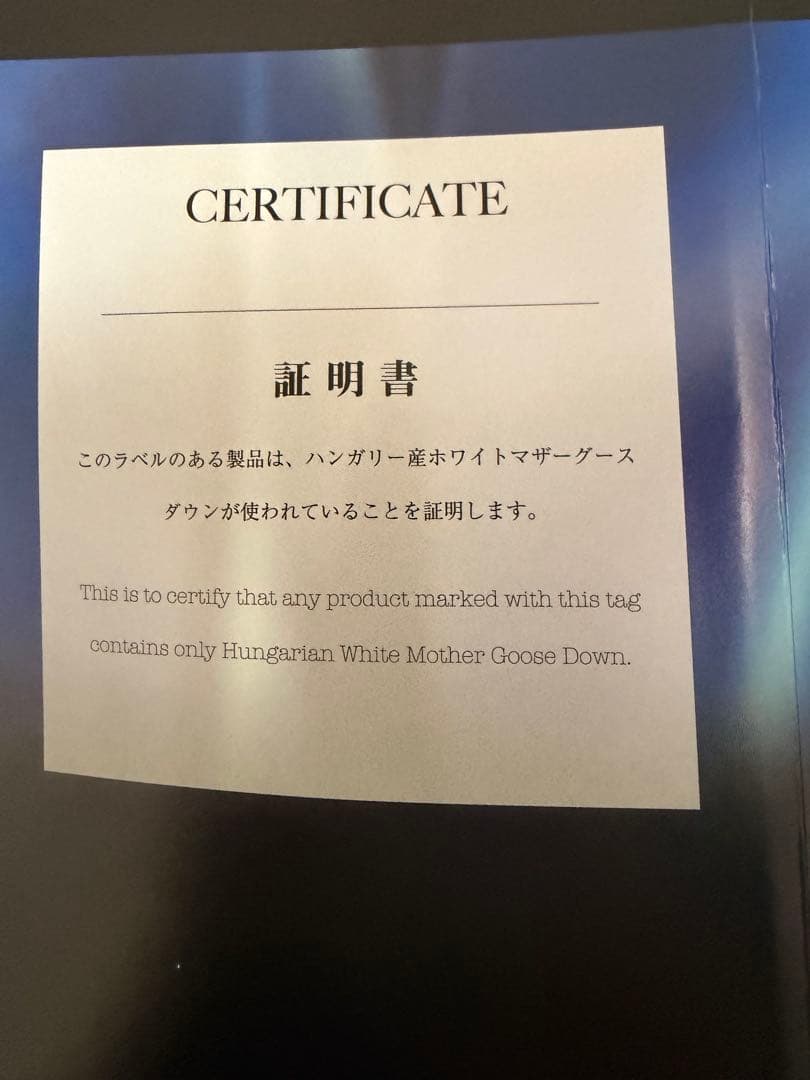 CERTIFICATE
証明書
このラベルのある製品は、ハンガリー産ホワイトマザーグース
ダウンが使われていることを証明します。
This is to certify that any product marked with this tag
contains only Hungarian White Mother Goose Down.